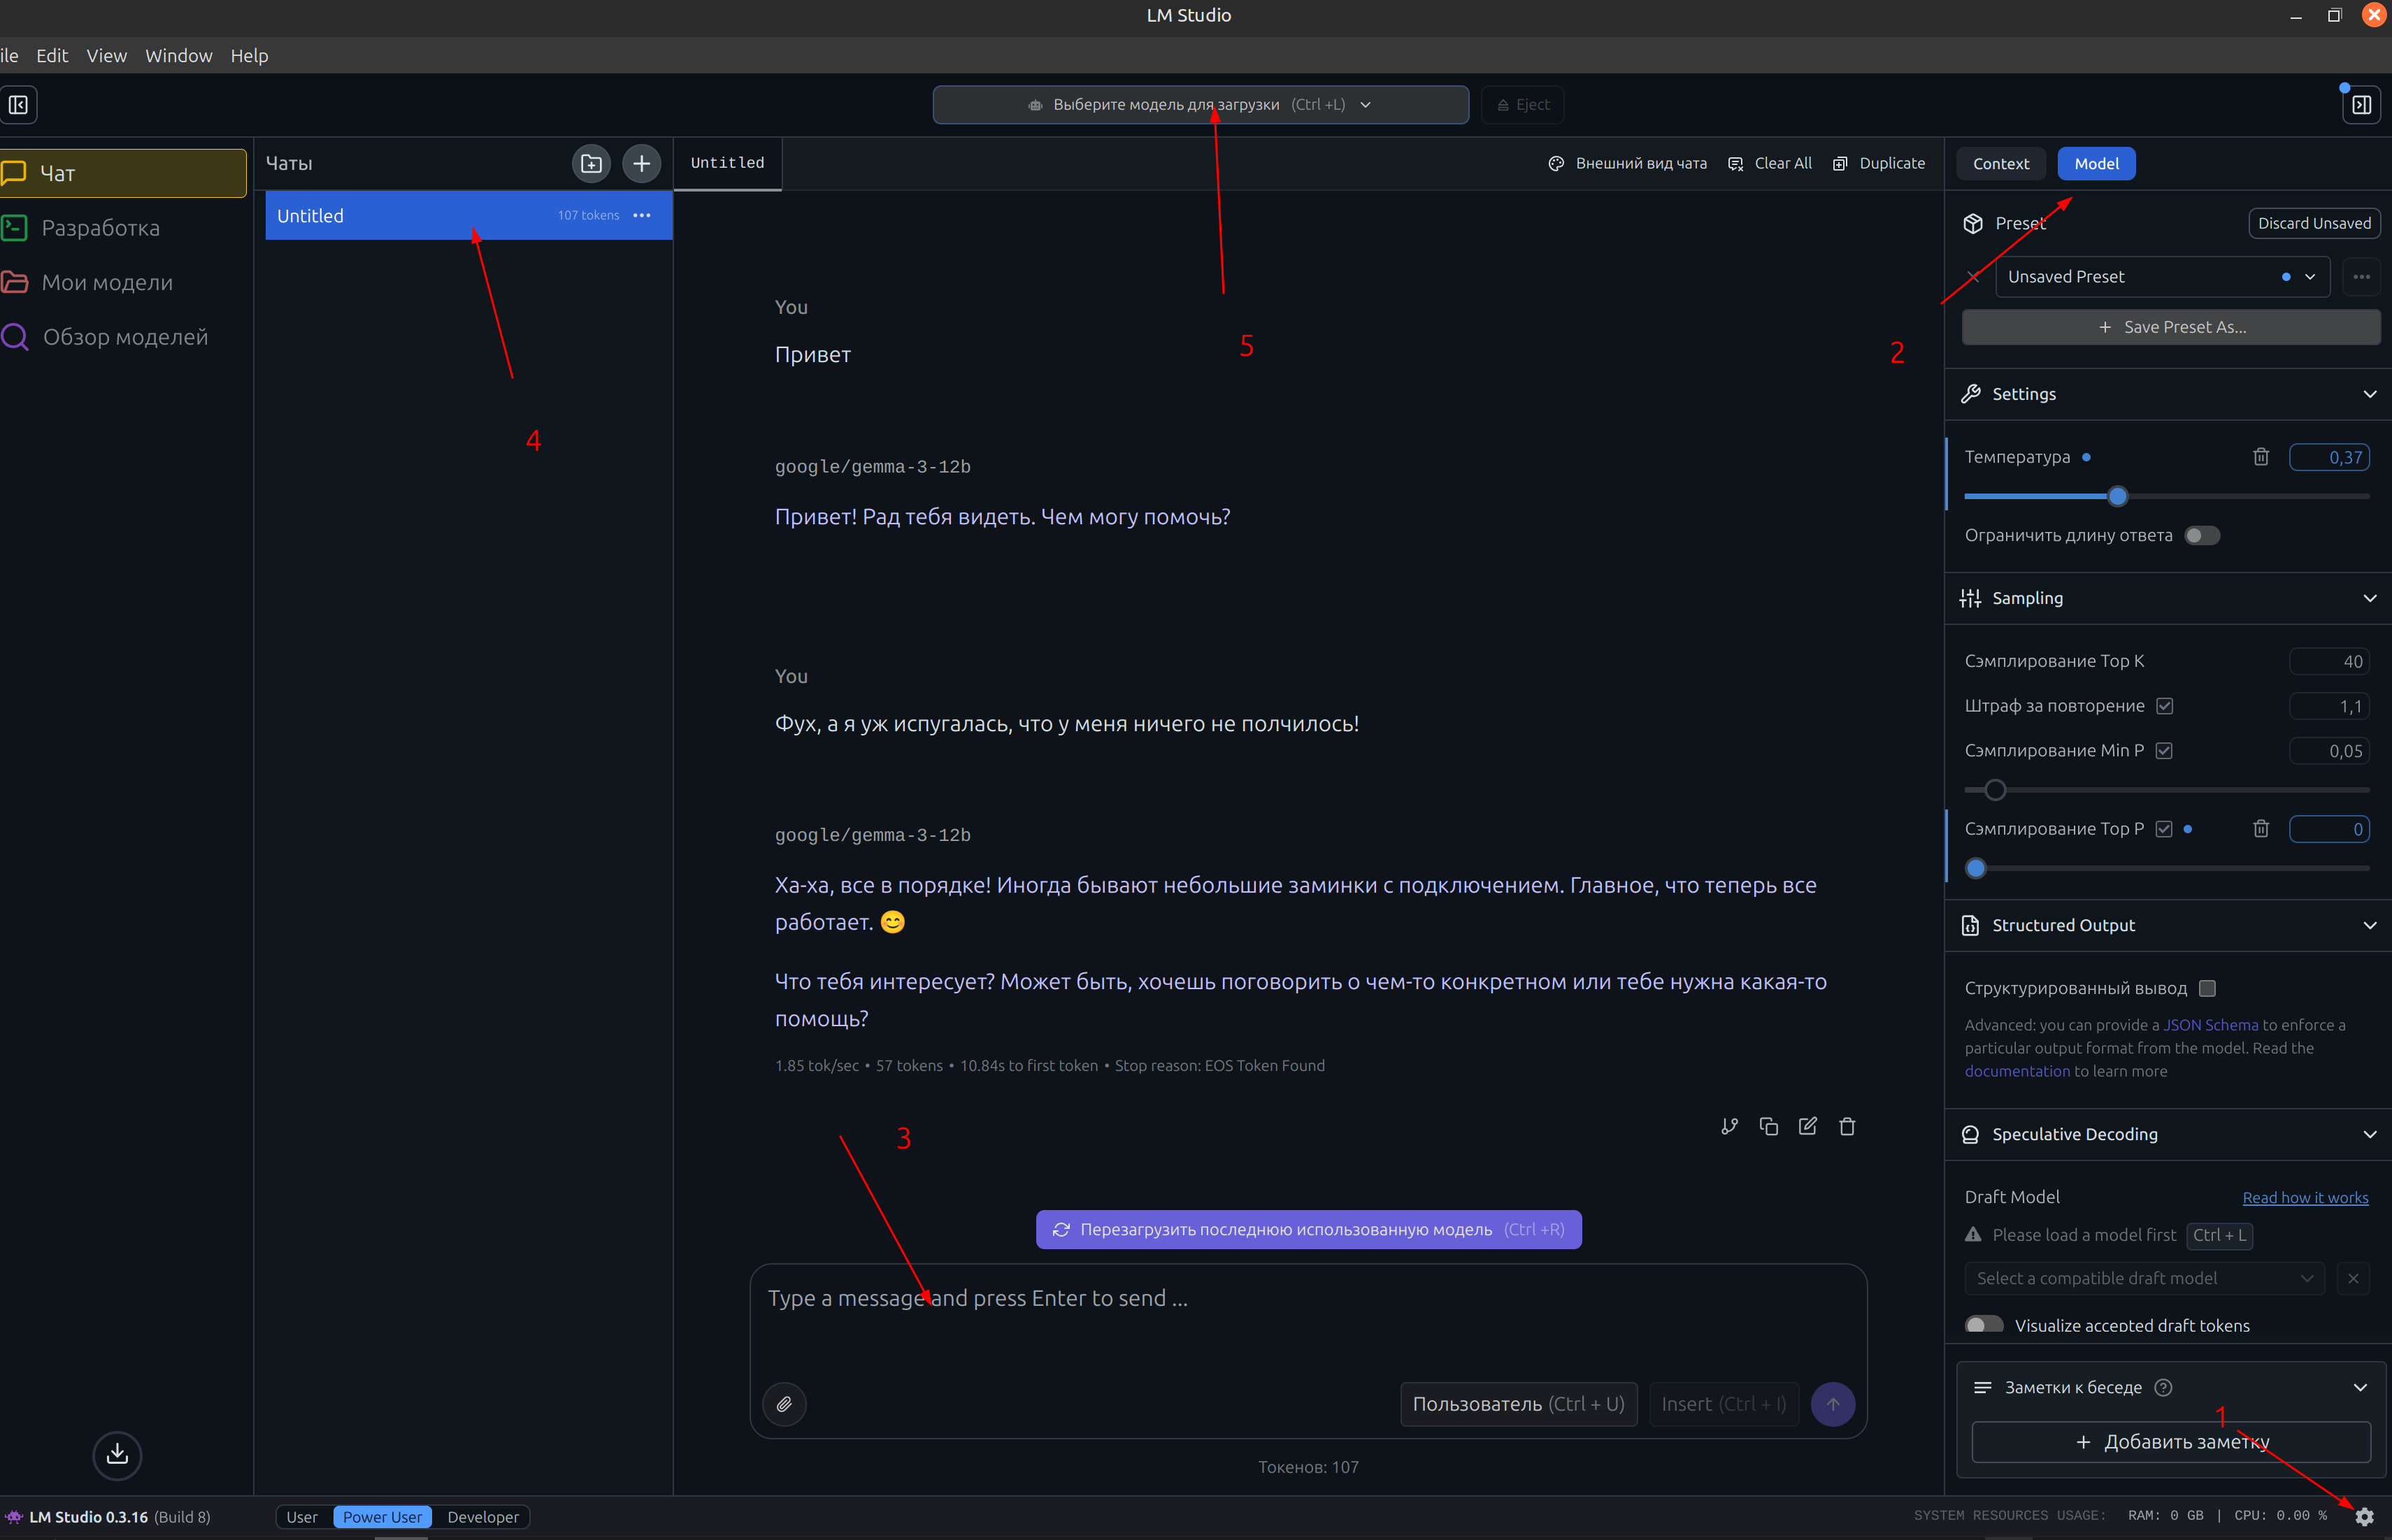 LM Studio
ile Edit View Window Help
Выберите модель для загрузки (Ctrl +L)
Eject
Чат
Разработка
Мои модели
Обзор моделей
Чаты
Untitled 107 tokens
4
Untitled
Внешний вид чата Clear All Duplicate
You
Привет
5
google/gemma-3-12b
Привет! Рад тебя видеть. Чем могу помочь?
You
Фух, а я уж испугалась, что у меня ничего не полчилось!
google/gemma-3-12b
Ха-ха, все в порядке! Иногда бывают небольшие заминки с подключением. Главное, что теперь все
работает. 😊
Что тебя интересует? Может быть, хочешь поговорить о чем-то конкретном или тебе нужна какая-то
помощь?
1.85 tok/sec • 57 tokens • 10.84s to first token • Stop reason: EOS Token Found
3
Перезагрузить последнюю использованную модель (Ctrl +R)
Type a message and press Enter to send ...
Пользователь (Ctrl + U) Insert (Ctrl + I)
Токенов: 107
Context Model
Preset Discard Unsaved
Unsaved Preset
+ Save Preset As...
2
Settings
Температура 0,37
Ограничить длину ответа
Sampling
Сэмплирование Top K 40
Штраф за повторение 1,1
Сэмплирование Min P 0,05
Сэмплирование Top P 0
Structured Output
Структурированный вывод
Advanced: you can provide a JSON Schema to enforce a
particular output format from the model. Read the
documentation to learn more
Speculative Decoding
Draft Model Read how it works
Please load a model first Ctrl + L
Select a compatible draft model
Visualize accepted draft tokens
Заметки к беседе
1
+ Добавить заметку
LM Studio 0.3.16 (Build 8) User Power User Developer
SYSTEM RESOURCES USAGE: RAM: 0 GB | CPU: 0.00 %